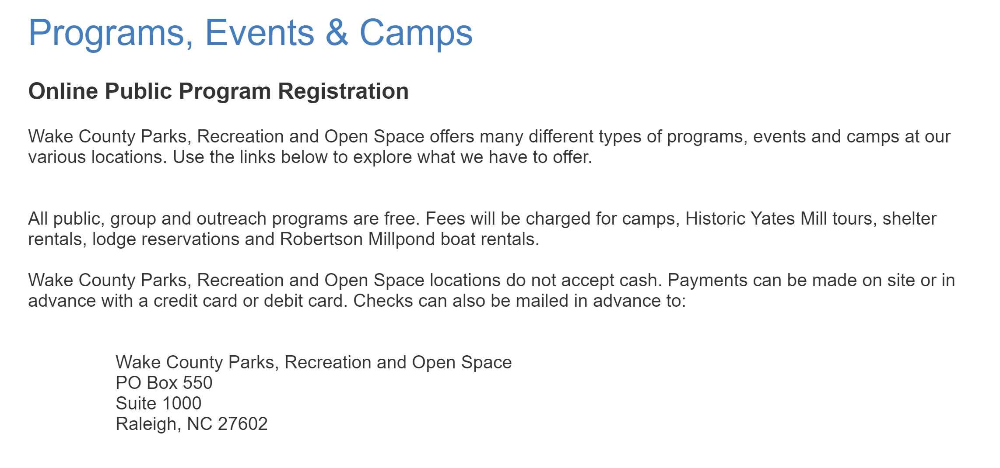 Programs, Events & Camps
Online Public Program Registration
Wake County Parks, Recreation and Open Space offers many different types of programs, events and camps at our
various locations. Use the links below to explore what we have to offer.
All public, group and outreach programs are free. Fees will be charged for camps, Historic Yates Mill tours, shelter
rentals, lodge reservations and Robertson Millpond boat rentals.
Wake County Parks, Recreation and Open Space locations do not accept cash. Payments can be made on site or in
advance with a credit card or debit card. Checks can also be mailed in advance to:
Wake County Parks, Recreation and Open Space
PO Box 550
Suite 1000
Raleigh, NC 27602